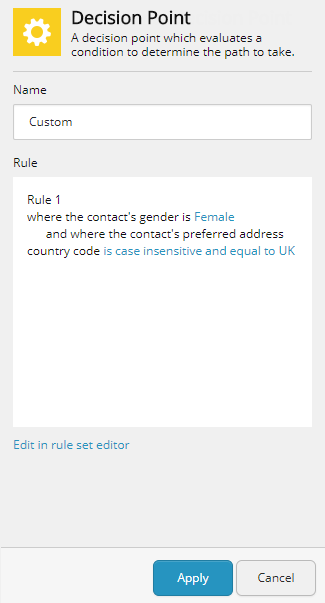 Decision Point
A decision point which evaluates a
condition to determine the path to take.
Name
Custom
Rule
Rule 1
where the contact's gender is Female
and where the contact's preferred address
country code is case insensitive and equal to UK
Edit in rule set editor
Apply
Cancel